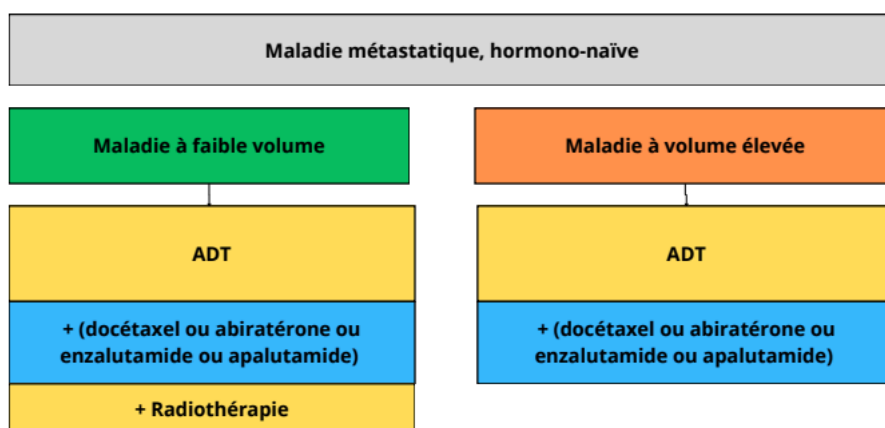 Maladie métastatique, hormono-naïve
Maladie à faible volume
Maladie à volume élevée
ADT
+ (docétaxel ou abiratérone ou
enzalutamide ou apalutamide)
+ Radiothérapie
ADT
+ (docétaxel ou abiratérone ou
enzalutamide ou apalutamide)